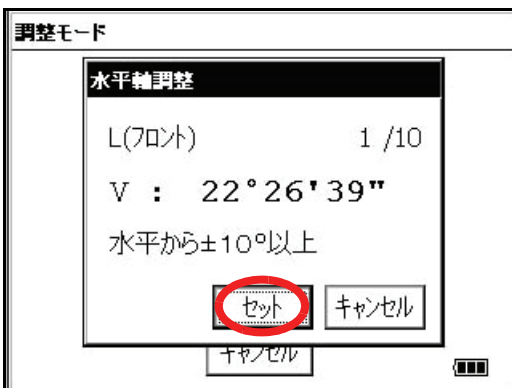 調整モード
水平軸調整
L(フロント) 1 /10
V : 22°26'39"
水平から±10°以上
セット キャンセル
キャンセル